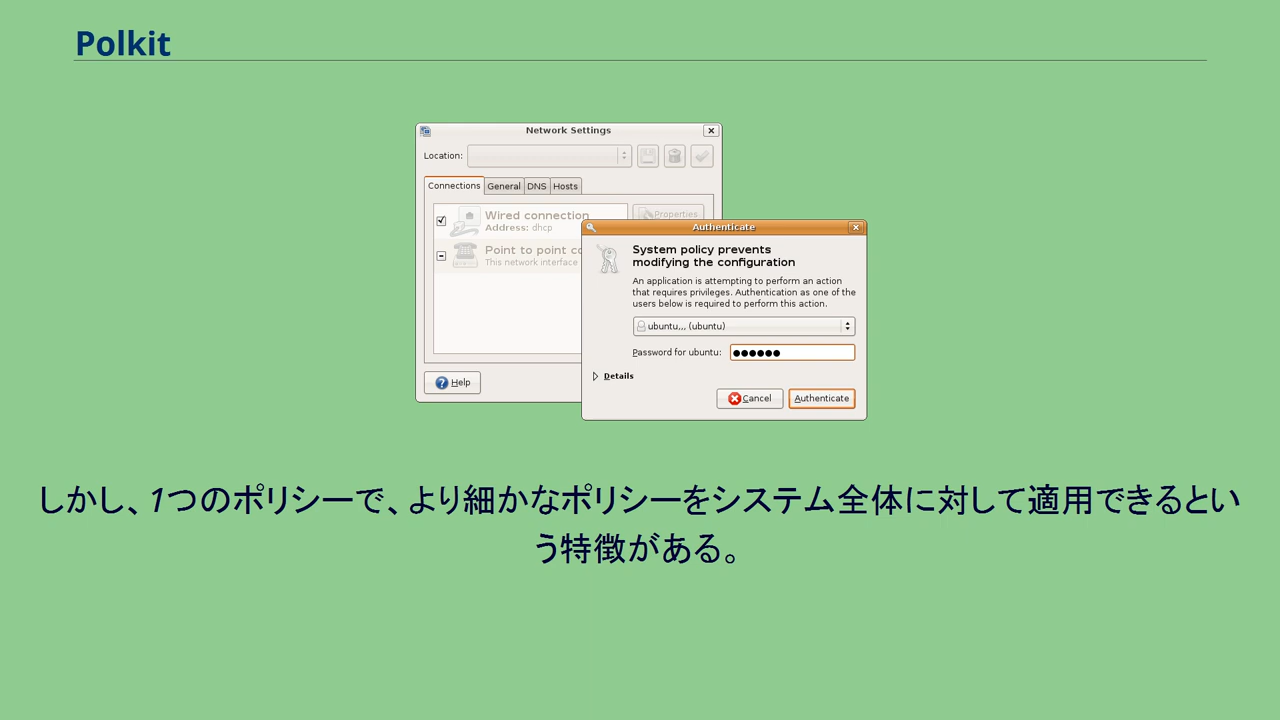 Polkit
Network Settings
Location:
Connections General DNS Hosts
Wired connection
Address: dhcp
Properties
Point to point co
This network interface
Help
Authenticate
System policy prevents
modifying the configuration
An application is attempting to perform an action
that requires privileges. Authentication as one of the
users below is required to perform this action.
ubuntu,,, (ubuntu)
Password for ubuntu: ●●●●●●
Details
Cancel Authenticate
しかし、1つのポリシーで、より細かなポリシーをシステム全体に対して適用できるとい
う特徴がある。